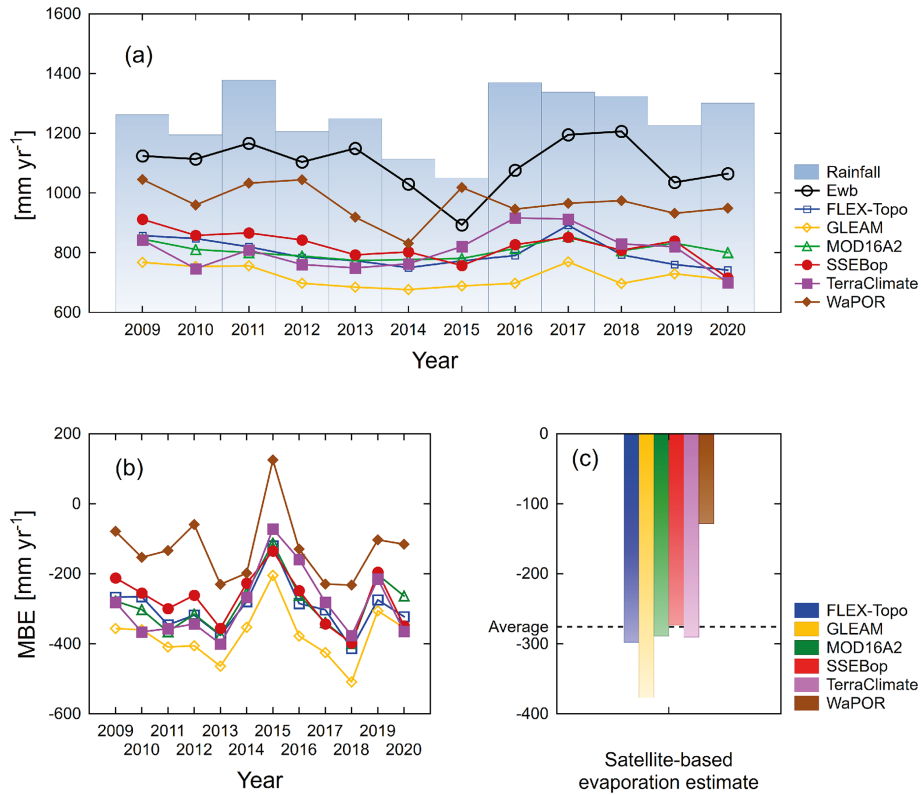 1600
1400
1200
1000
800
600
[mm yr-1]
(a)
2009 2010 2011 2012 2013 2014 2015 2016 2017 2018 2019 2020
Year
Rainfall
Ewb
FLEX-Topo
GLEAM
MOD16A2
SSEBop
TerraClimate
WaPOR
200
0
-200
-400
-600
MBE [mm yr-1]
(b)
2009 2011 2013 2015 2017 2019
2010 2012 2014 2016 2018 2020
Year
0
-100
-200
Average
-300
-400
(c)
Satellite-based
evaporation estimate
FLEX-Topo
GLEAM
MOD16A2
SSEBop
TerraClimate
WaPOR